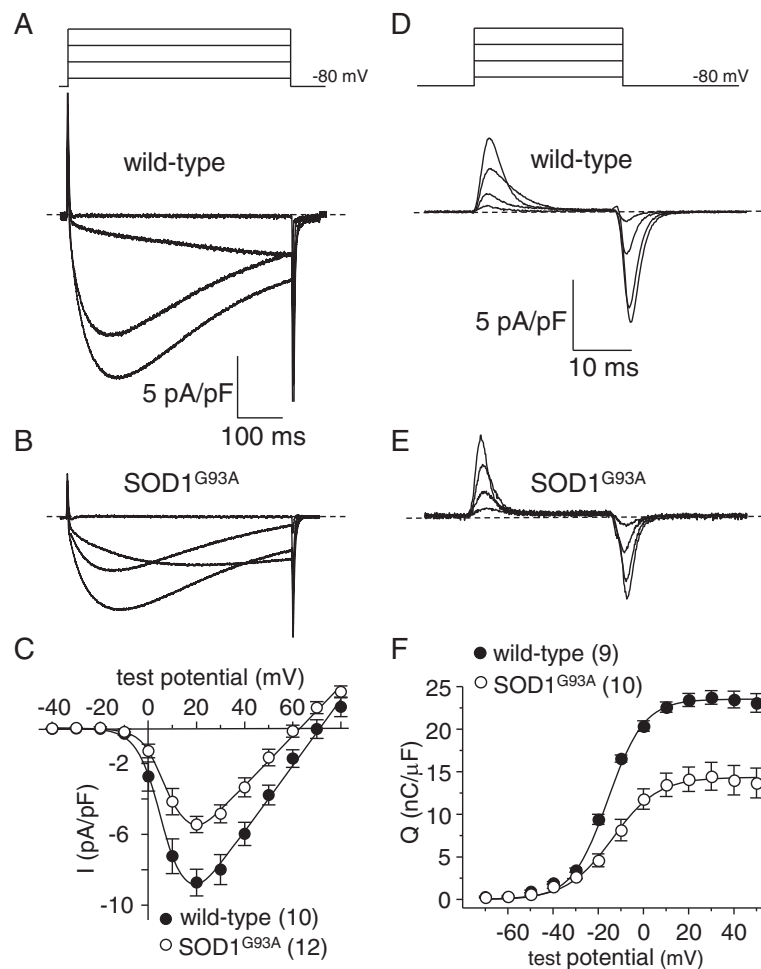 A
-80 mV
wild-type
5 pA/pF
100 ms
B
SOD1G93A
C
test potential (mV)
-40 -20 0 20 40 60 80
-2
-6
-10
I (pA/pF)
wild-type (10)
SOD1G93A (12)
D
-80 mV
wild-type
5 pA/pF
10 ms
E
SOD1G93A
F
wild-type (9)
SOD1G93A (10)
25
20
15
10
5
0
Q (nC/µF)
-60 -40 -20 0 20 40
test potential (mV)